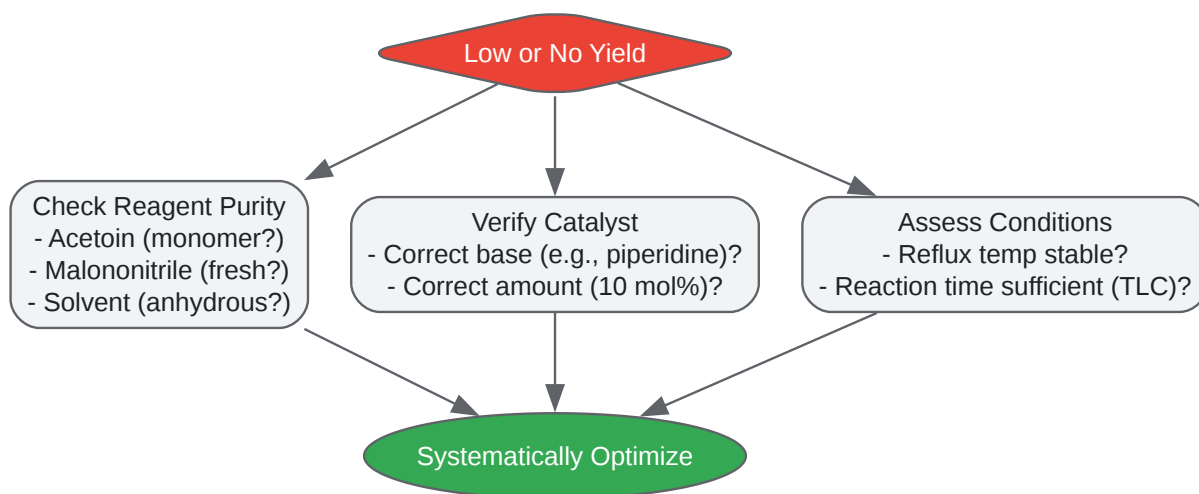 Low or No Yield
Check Reagent Purity
- Acetoin (monomer?)
- Malononitrile (fresh?)
- Solvent (anhydrous?)
Verify Catalyst
- Correct base (e.g., piperidine)?
- Correct amount (10 mol%)?
Assess Conditions
- Reflux temp stable?
- Reaction time sufficient (TLC)?
Systematically Optimize